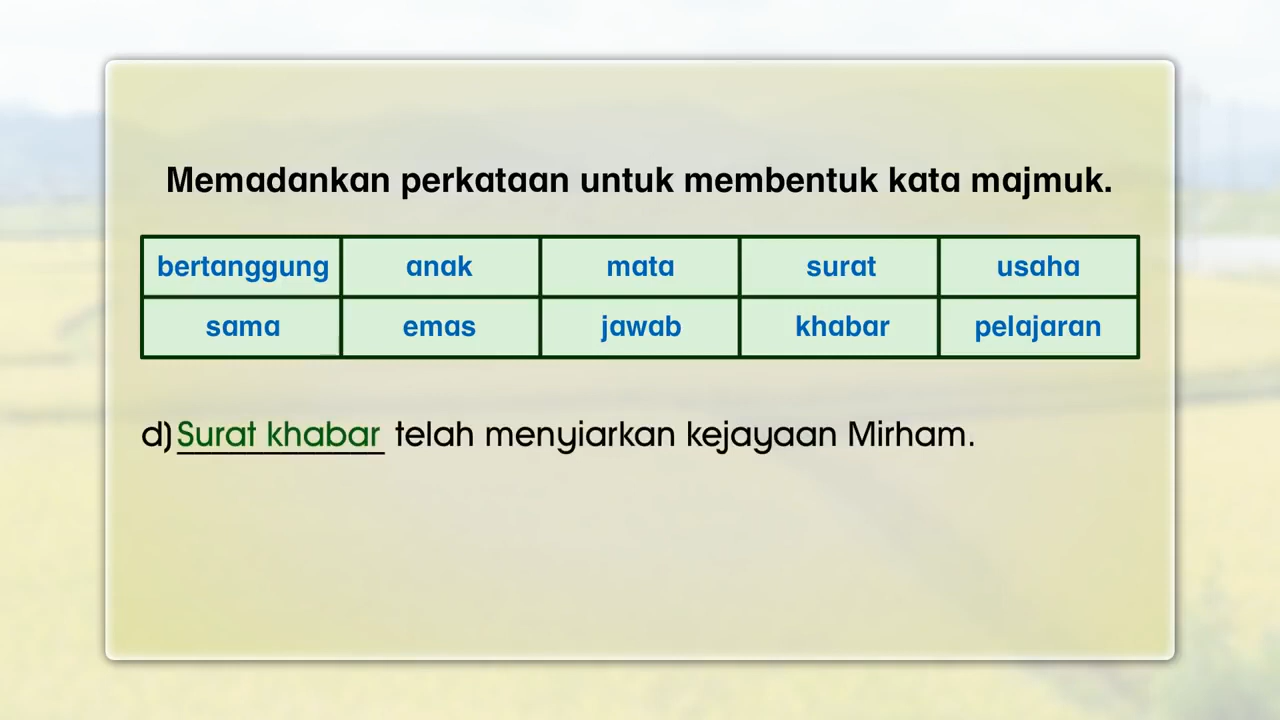 Memadankan perkataan untuk membentuk kata majmuk.
bertanggung anak mata surat usaha
sama emas jawab khabar pelajaran
d) Surat khabar telah menyiarkan kejayaan Mirham.